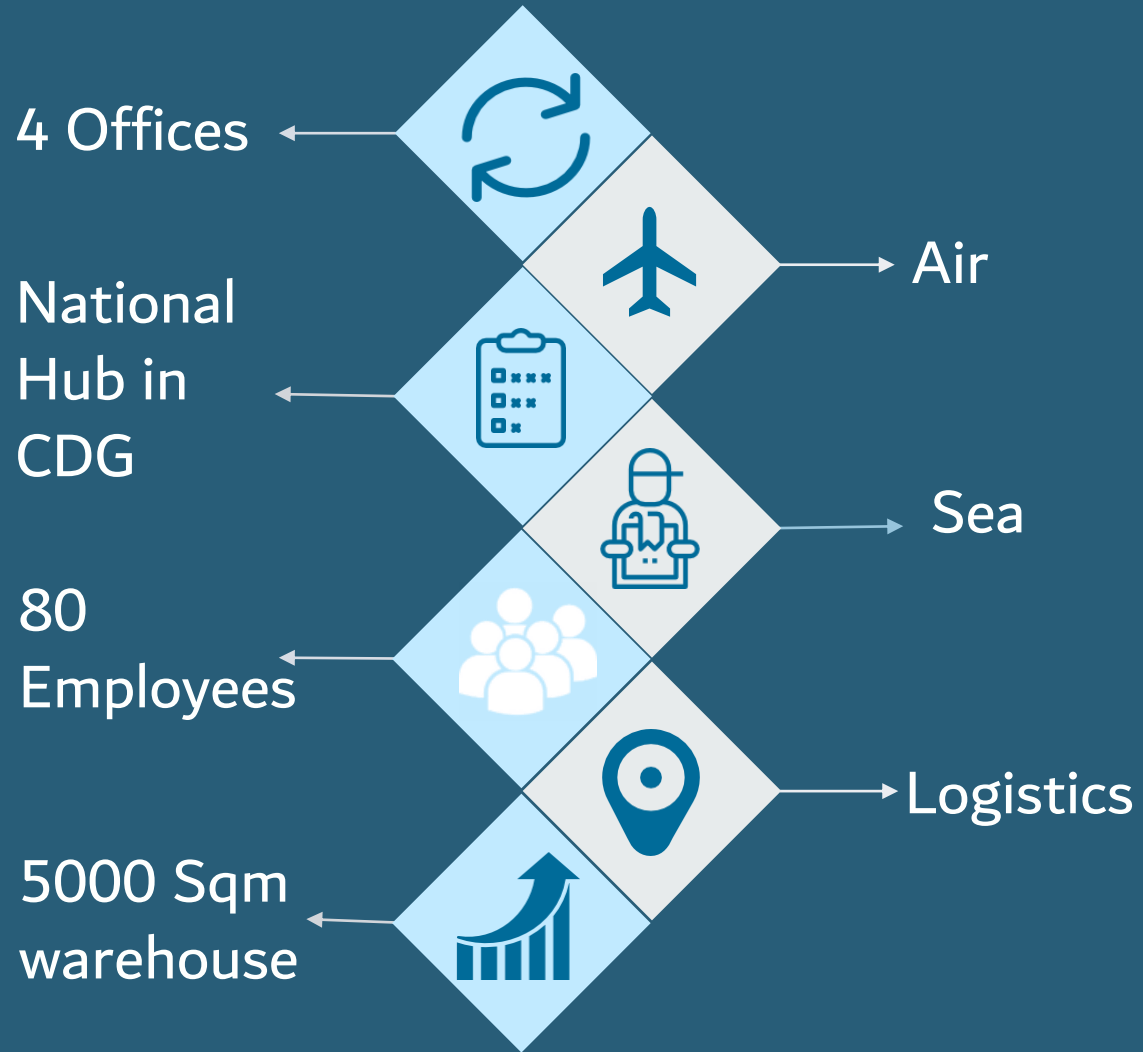 4 Offices
Air
National
Hub in
CDG
Sea
80
Employees
Logistics
5000 Sqm
warehouse